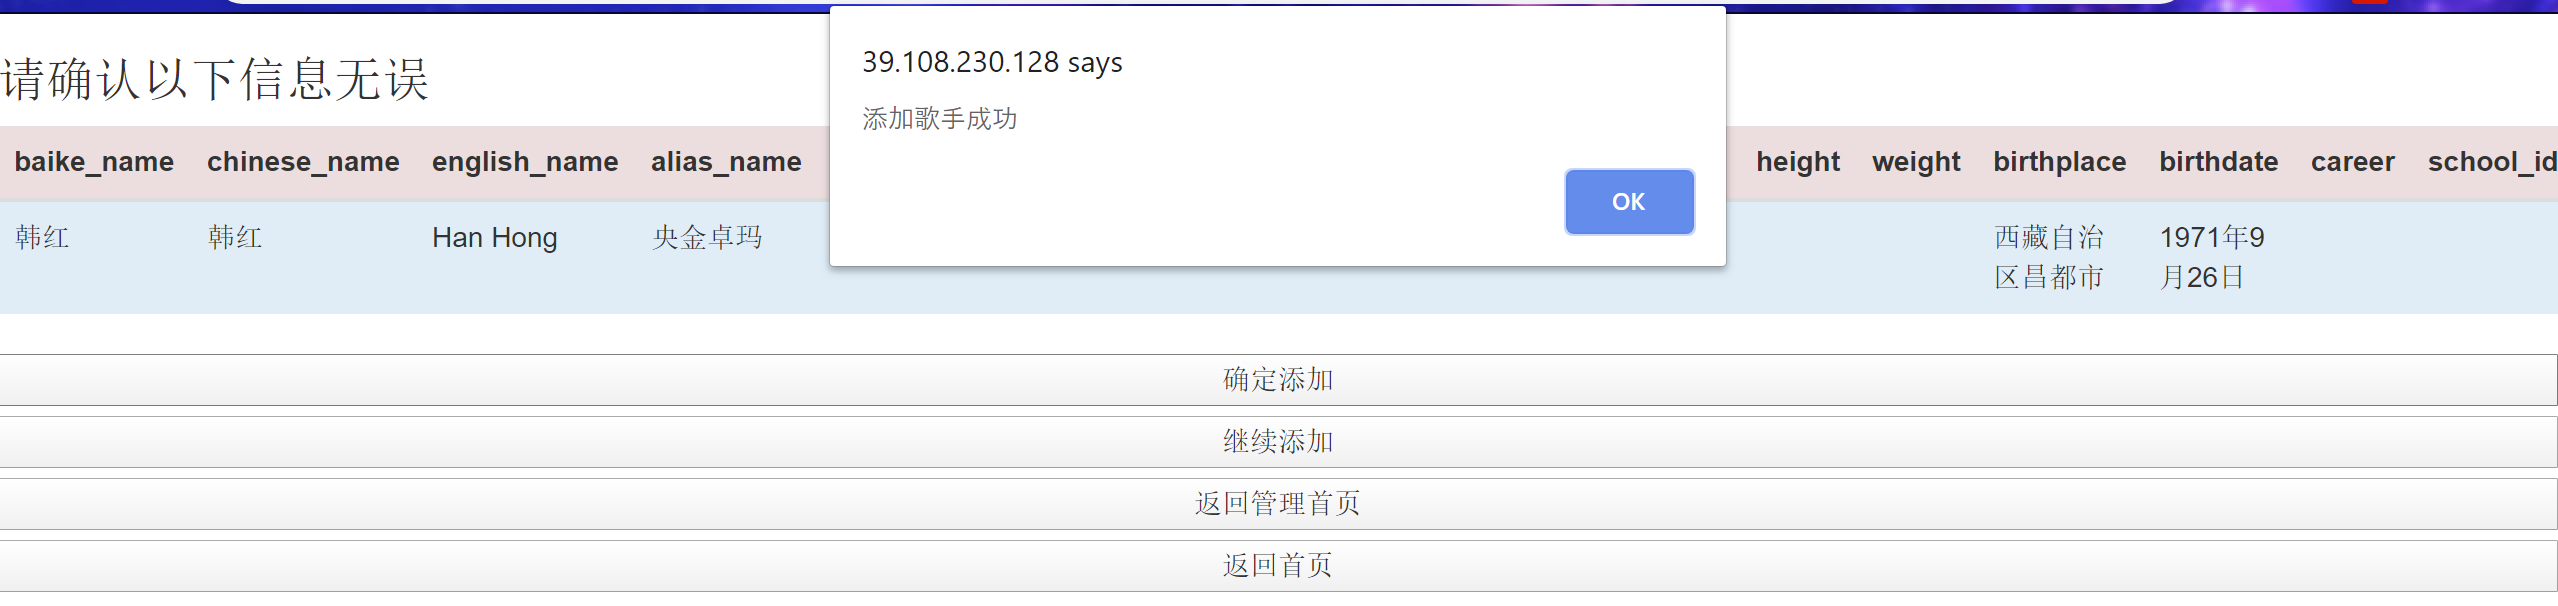 39.108.230.128 says
添加歌手成功
OK
请确认以下信息无误
baike_name chinese_name english_name alias_name height weight birthplace birthdate career school_id
韩红 韩红 Han Hong 央金卓玛 西藏自治 1971年9
区昌都市 月26日
确定添加
继续添加
返回管理首页
返回首页